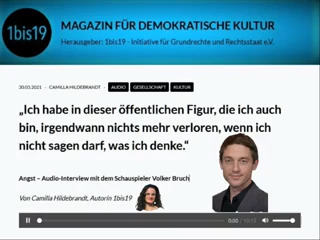 1bis19
MAGAZIN FÜR DEMOKRATISCHE KULTUR
Herausgeber: 1bis19 - Initiative für Grundrechte und Rechtsstaat e.V.
30.03.2021 - CAMILLA HILDEBRANDT - AUDIO GESELLSCHAFT KULTUR
„Ich habe in dieser öffentlichen Figur, die ich auch
bin, irgendwann nichts mehr verloren, wenn ich
nicht sagen darf, was ich denke.“
Angst – Audio-Interview mit dem Schauspieler Volker Bruch
Von Camilla Hildebrandt, Autorin 1bis19
0:00